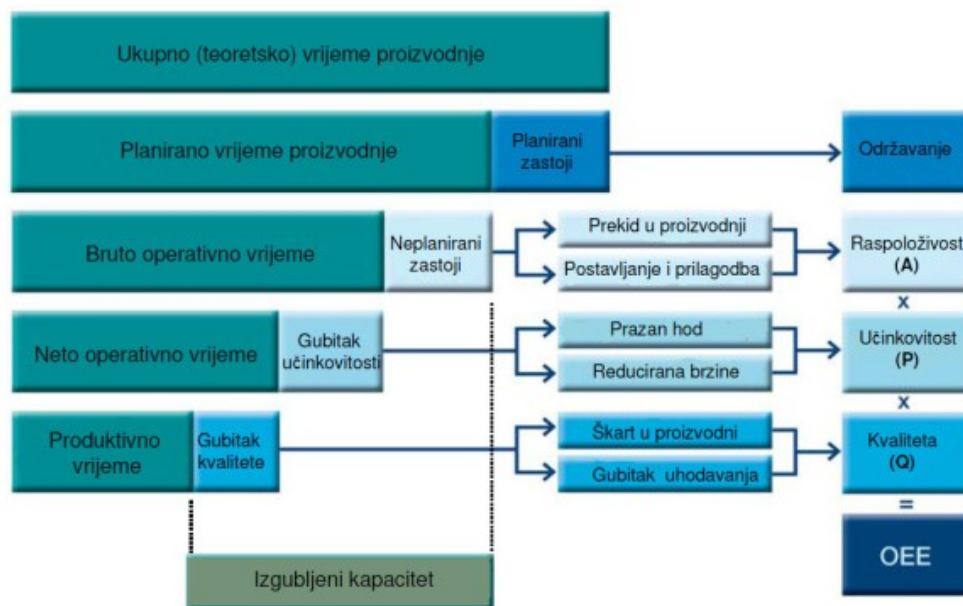 Ukupno (teoretsko) vrijeme proizvodnje
Planirano vrijeme proizvodnje
Planirani
zastoji
Održavanje
Bruto operativno vrijeme
Neplanirani
zastoji
Prekid u proizvodnji
Postavljanje i prilagodba
Raspoloživost
(A)
x
Neto operativno vrijeme
Gubitak
učinkovitosti
Prazan hod
Reducirana brzine
Učinkovitost
(P)
x
Produktivno
vrijeme
Gubitak
kvalitete
Škart u proizvodni
Gubitak uhodavanja
Kvaliteta
(Q)
=
OEE
Izgubljeni kapacitet